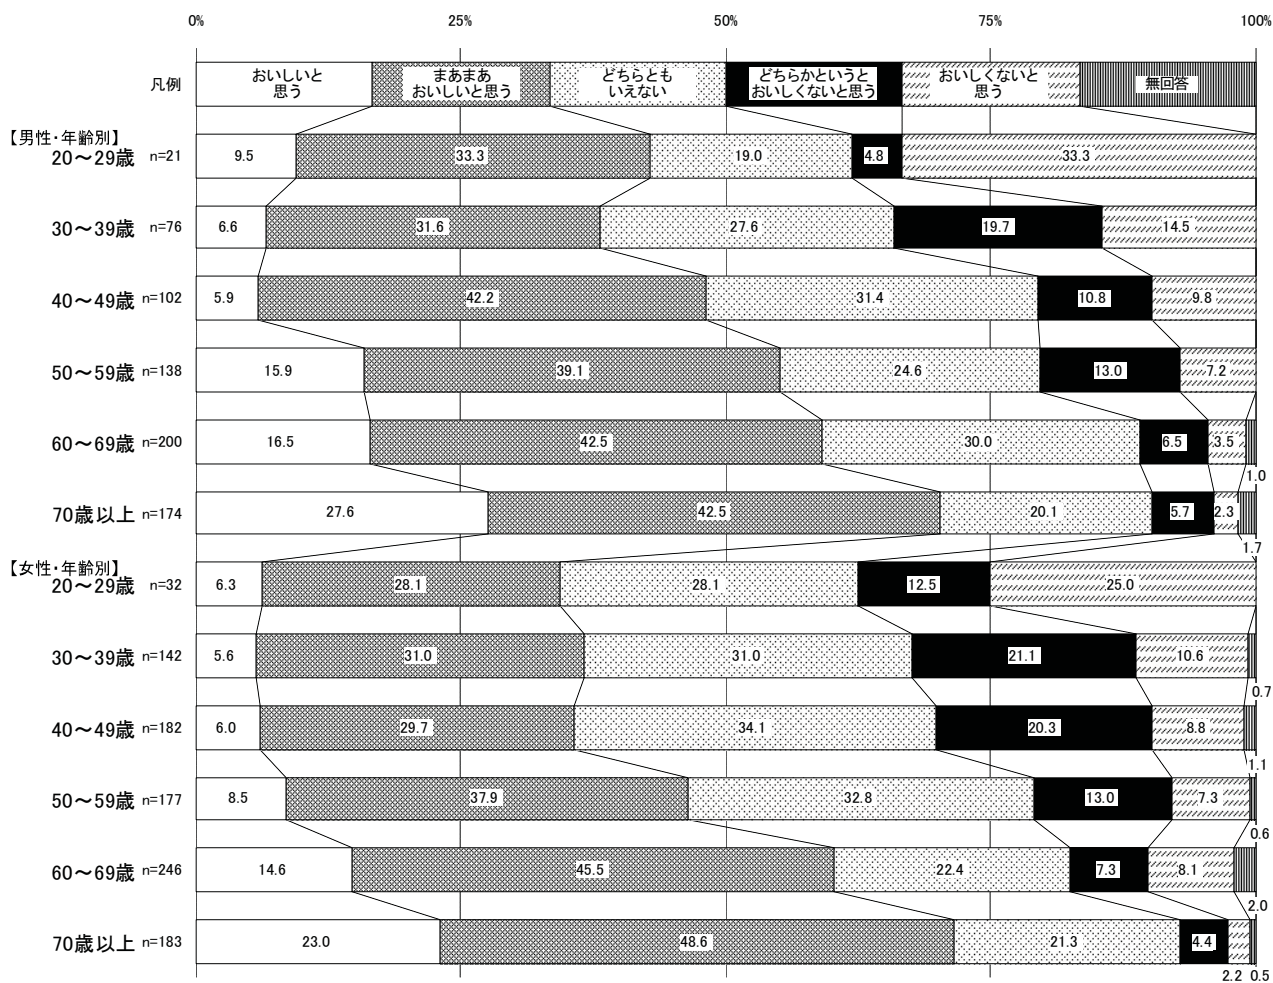 0% 25% 50% 75% 100%
凡例
おいしいと
思う
まあまあ
おいしいと思う
どちらとも
いえない
どちらかというと
おいしくないと思う
おいしくないと
思う
無回答
【男性・年齢別】
20～29歳 n=21 9.5 33.3 19.0 4.8 33.3
30～39歳 n=76 6.6 31.6 27.6 19.7 14.5
40～49歳 n=102 5.9 42.2 31.4 10.8 9.8
50～59歳 n=138 15.9 39.1 24.6 13.0 7.2
60～69歳 n=200 16.5 42.5 30.0 6.5 3.5
1.0
70歳以上 n=174 27.6 42.5 20.1 5.7 2.3
1.7
【女性・年齢別】
20～29歳 n=32 6.3 28.1 28.1 12.5 25.0
30～39歳 n=142 5.6 31.0 31.0 21.1 10.6
0.7
40～49歳 n=182 6.0 29.7 34.1 20.3 8.8
1.1
50～59歳 n=177 8.5 37.9 32.8 13.0 7.3
0.6
60～69歳 n=246 14.6 45.5 22.4 7.3 8.1
2.0
70歳以上 n=183 23.0 48.6 21.3 4.4
2.2 0.5